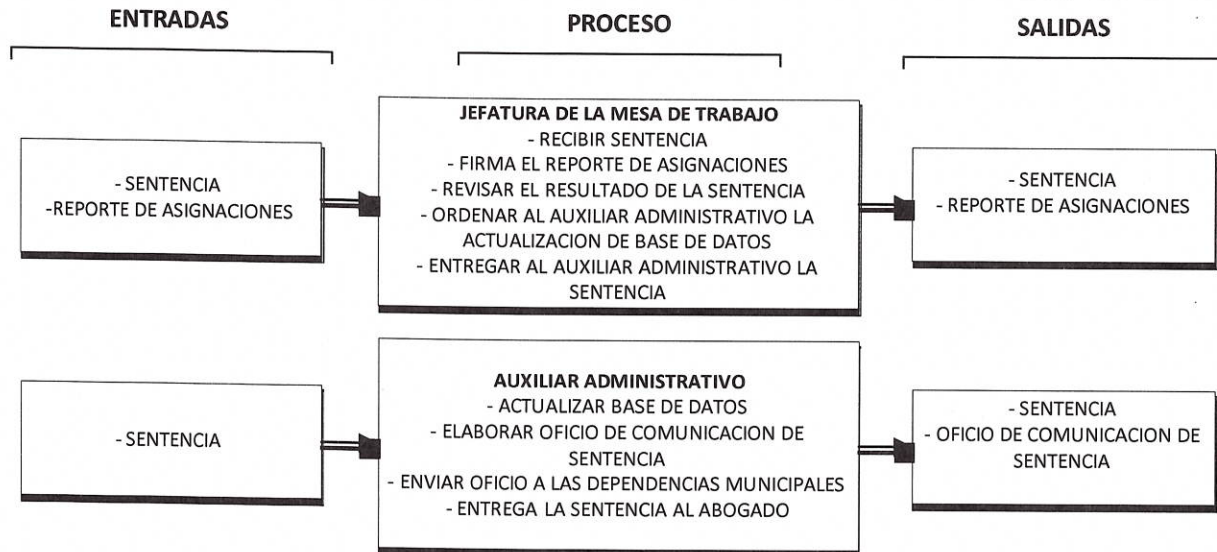 ENTRADAS
PROCESO
SALIDAS
- SENTENCIA
-REPORTE DE ASIGNACIONES
JEFATURA DE LA MESA DE TRABAJO
- RECIBIR SENTENCIA
- FIRMA EL REPORTE DE ASIGNACIONES
- REVISAR EL RESULTADO DE LA SENTENCIA
- ORDENAR AL AUXILIAR ADMINISTRATIVO LA
ACTUALIZACION DE BASE DE DATOS
- ENTREGAR AL AUXILIAR ADMINISTRATIVO LA
SENTENCIA
- SENTENCIA
- REPORTE DE ASIGNACIONES
- SENTENCIA
AUXILIAR ADMINISTRATIVO
- ACTUALIZAR BASE DE DATOS
- ELABORAR OFICIO DE COMUNICACION DE
SENTENCIA
- ENVIAR OFICIO A LAS DEPENDENCIAS MUNICIPALES
- ENTREGA LA SENTENCIA AL ABOGADO
- SENTENCIA
- OFICIO DE COMUNICACION DE
SENTENCIA